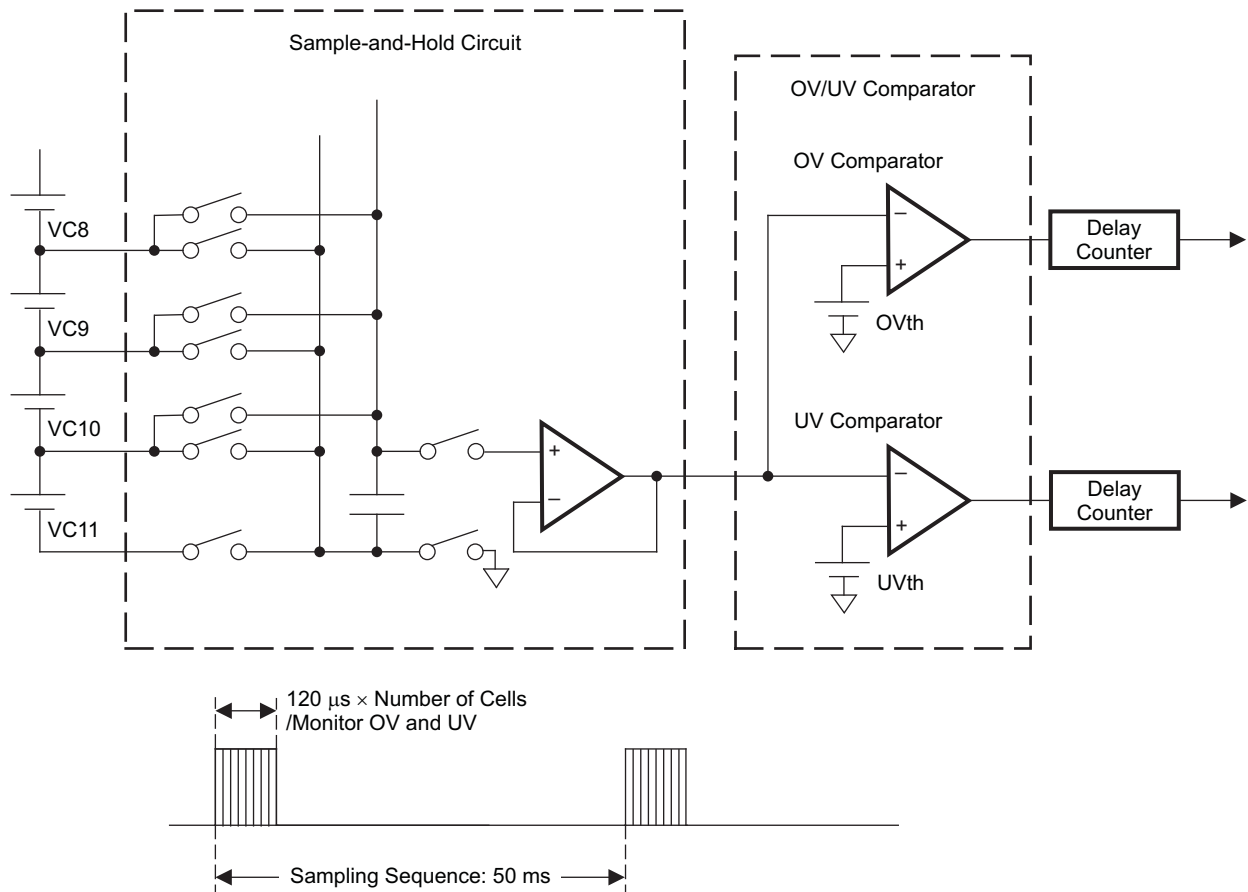 Sample-and-Hold Circuit
OV/UV Comparator
OV Comparator
VC8
−
+
Delay
Counter
OVth
VC9
VC10
UV Comparator
+
−
−
+
Delay
Counter
VC11
UVth
120 μs × Number of Cells
/Monitor OV and UV
Sampling Sequence: 50 ms